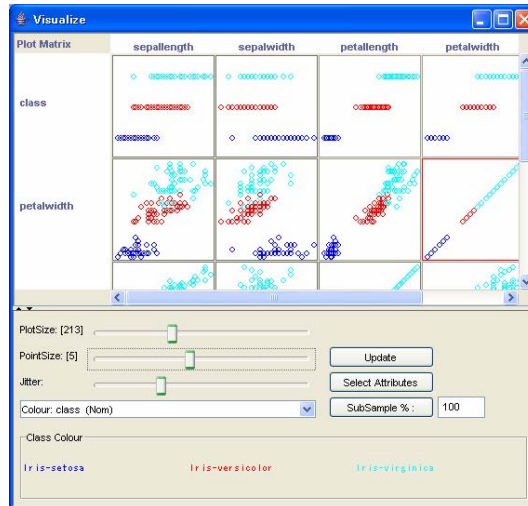 Visualize
Plot Matrix sepallength sepalwidth petallength petalwidth
class
petalwidth
PlotSize: [213]
PointSize: [5] Update
Jitter: Select Attributes
Colour: class (Nom) SubSample % : 100
Class Colour
Iris-setosa Iris-versicolor Iris-virginica